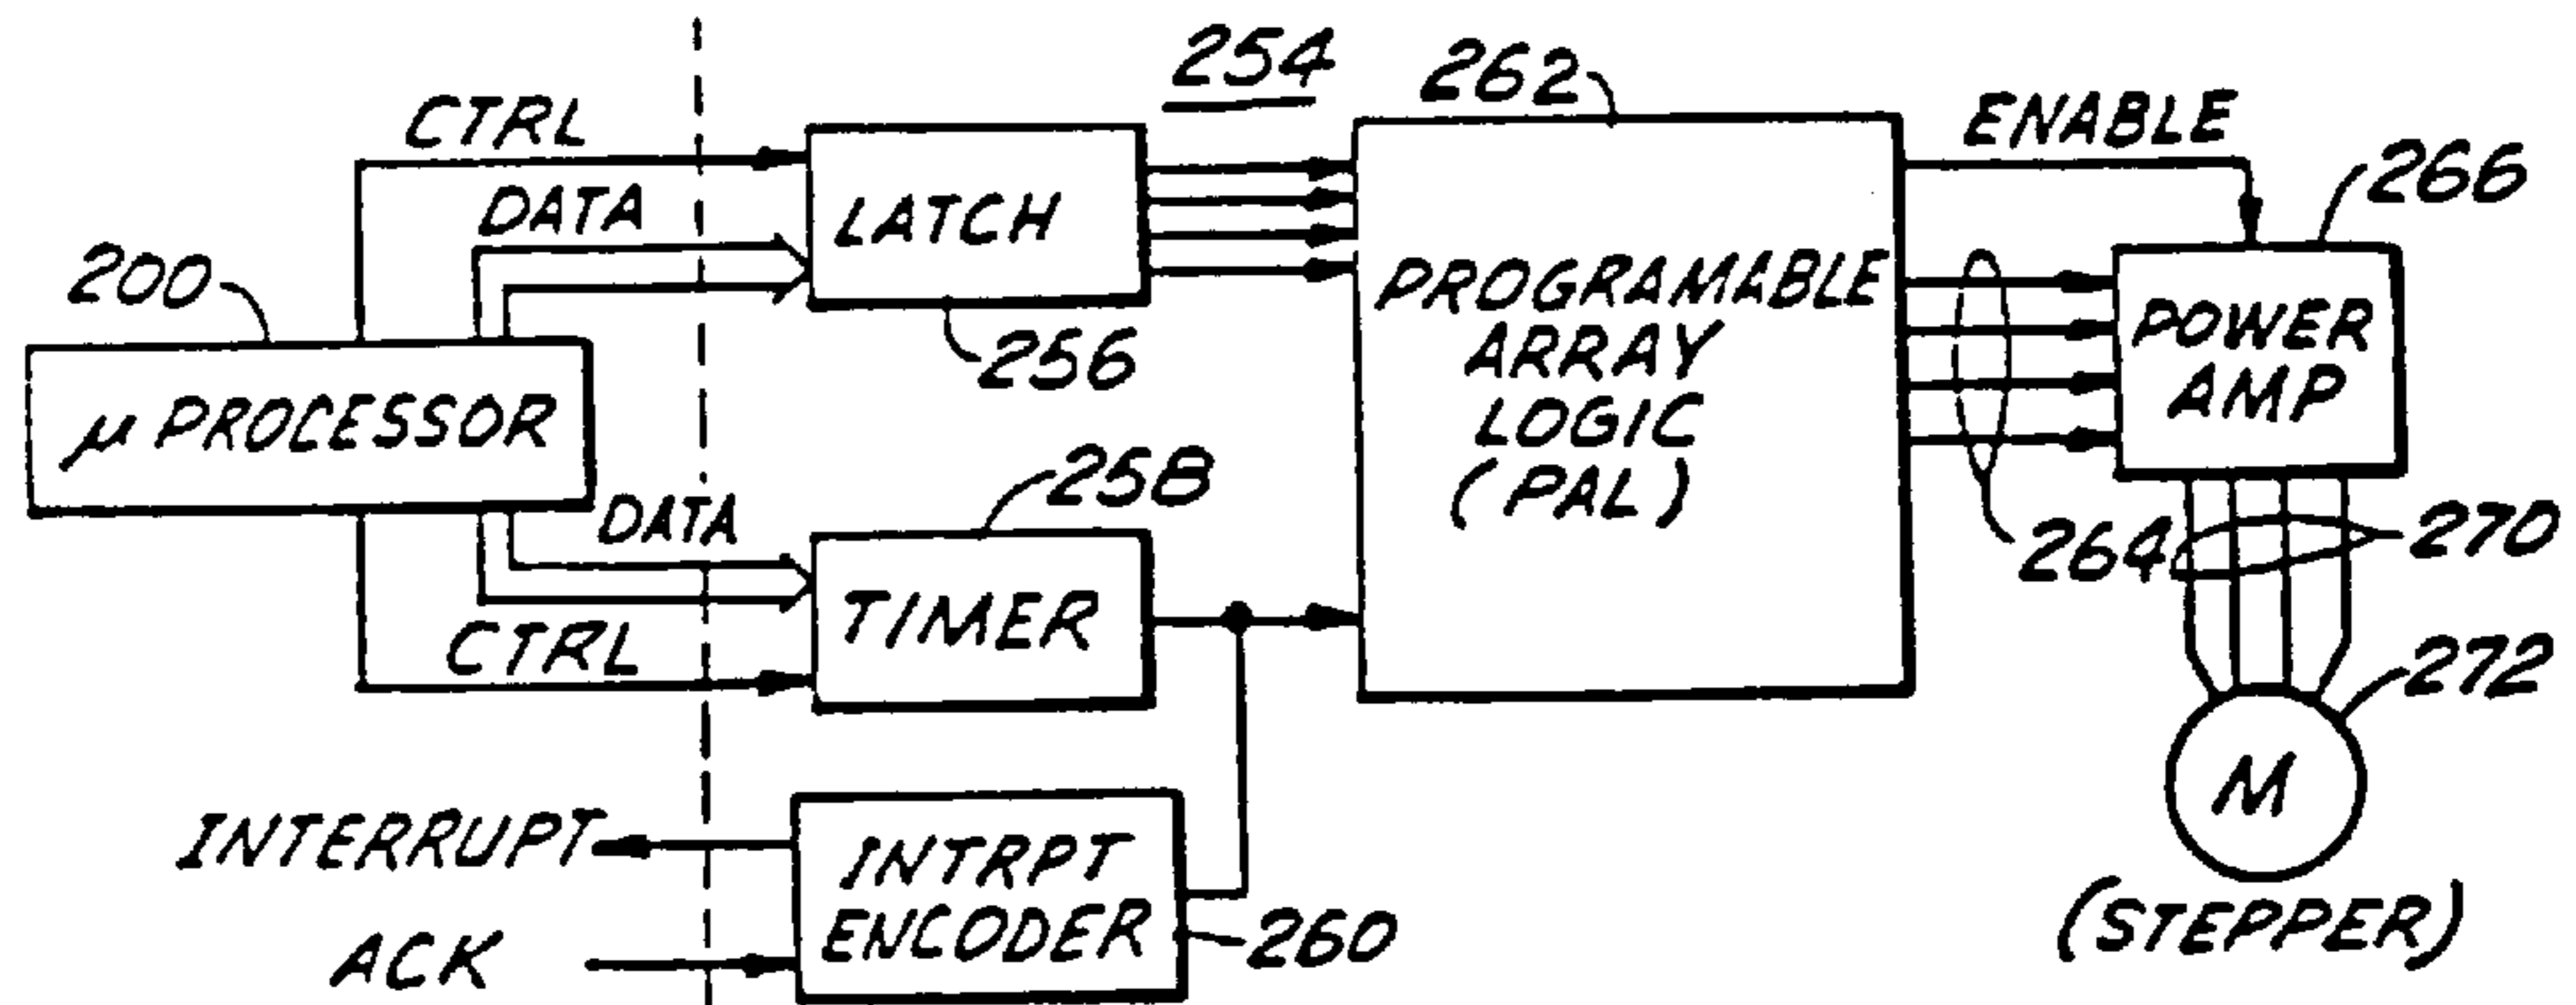 254
262
CTRL
ENABLE
DATA
LATCH
266
200
256
PROGRAMABLE
ARRAY
LOGIC
(PAL)
POWER
AMP
μ PROCESSOR
258
DATA
264
270
TIMER
CTRL
272
M
(STEPPER)
INTERRUPT
INTRPT
ENCODER
260
ACK